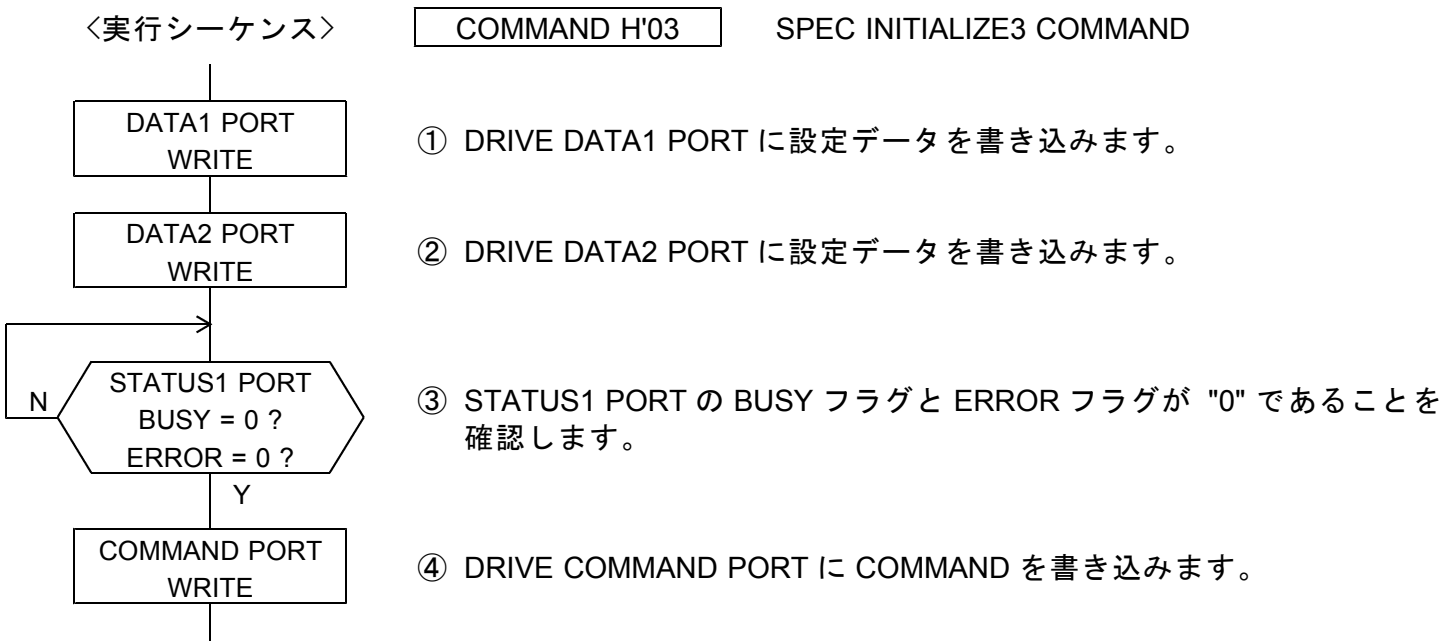 〈実行シーケンス〉 COMMAND H'03 SPEC INITIALIZE3 COMMAND
DATA1 PORT
WRITE
① DRIVE DATA1 PORT に設定データを書き込みます。
DATA2 PORT
WRITE
② DRIVE DATA2 PORT に設定データを書き込みます。
N
STATUS1 PORT
BUSY = 0 ?
ERROR = 0 ?
③ STATUS1 PORT の BUSY フラグと ERROR フラグが "0" であることを
確認します。
Y
COMMAND PORT
WRITE
④ DRIVE COMMAND PORT に COMMAND を書き込みます。